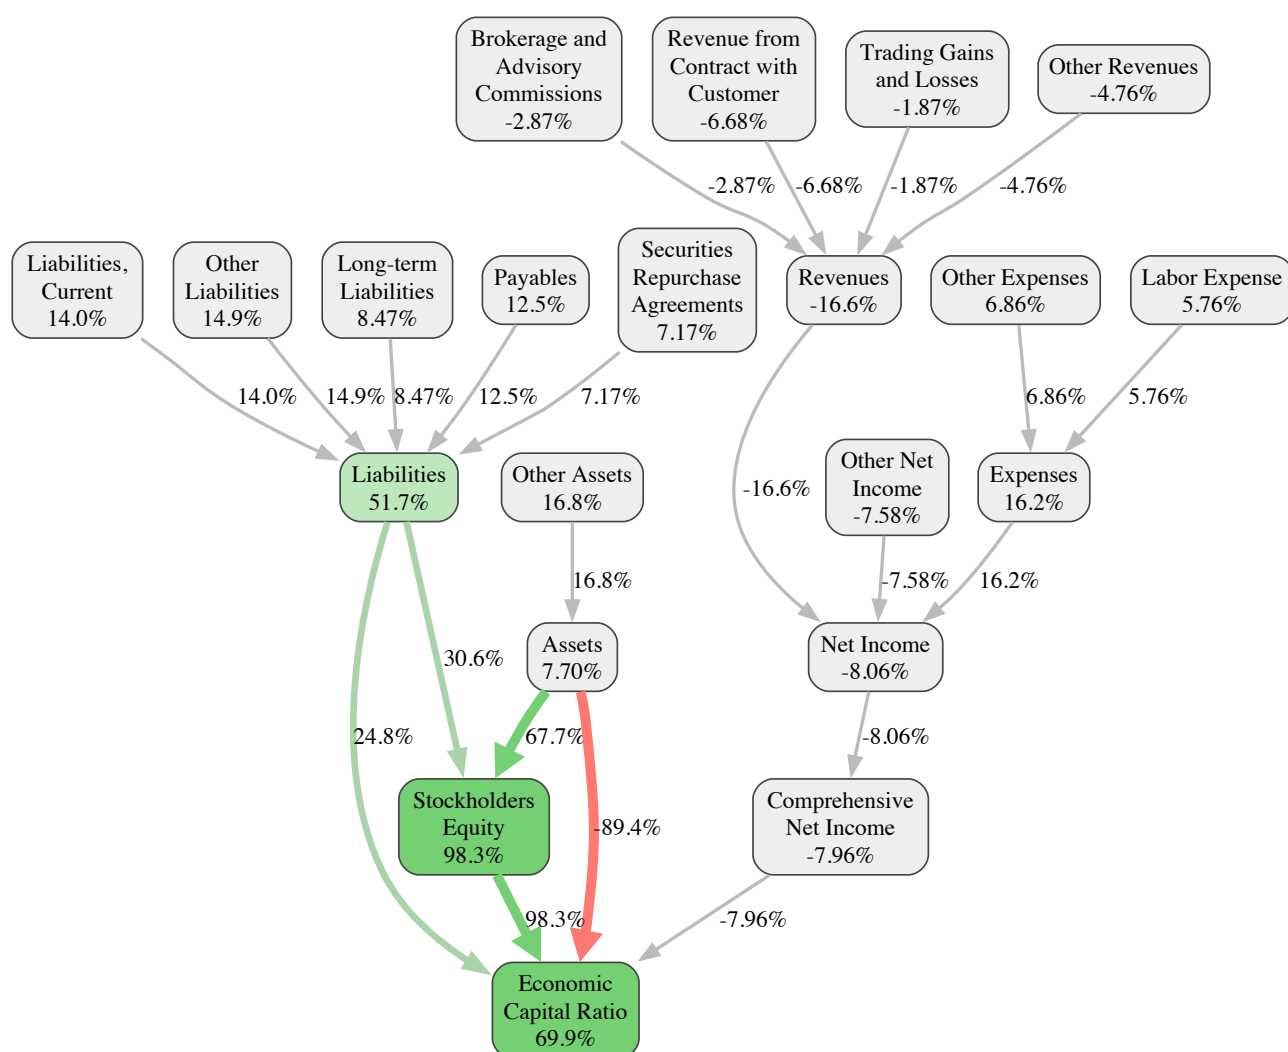 Brokerage and
Advisory
Commissions
-2.87%
Revenue from
Contract with
Customer
-6.68%
Trading Gains
and Losses
-1.87%
Other Revenues
-4.76%
-2.87%
-6.68%
-1.87%
-4.76%
Liabilities,
Current
14.0%
Other
Liabilities
14.9%
Long-term
Liabilities
8.47%
Payables
12.5%
Securities
Repurchase
Agreements
7.17%
Revenues
-16.6%
Other Expenses
6.86%
Labor Expense
5.76%
14.0%
14.9%
8.47%
12.5%
7.17%
6.86%
5.76%
Liabilities
51.7%
Other Assets
16.8%
-16.6%
Other Net
Income
-7.58%
Expenses
16.2%
16.8%
-7.58%
16.2%
30.6%
Assets
7.70%
Net Income
-8.06%
24.8%
67.7%
-8.06%
Stockholders
Equity
98.3%
-89.4%
Comprehensive
Net Income
-7.96%
98.3%
-7.96%
Economic
Capital Ratio
69.9%